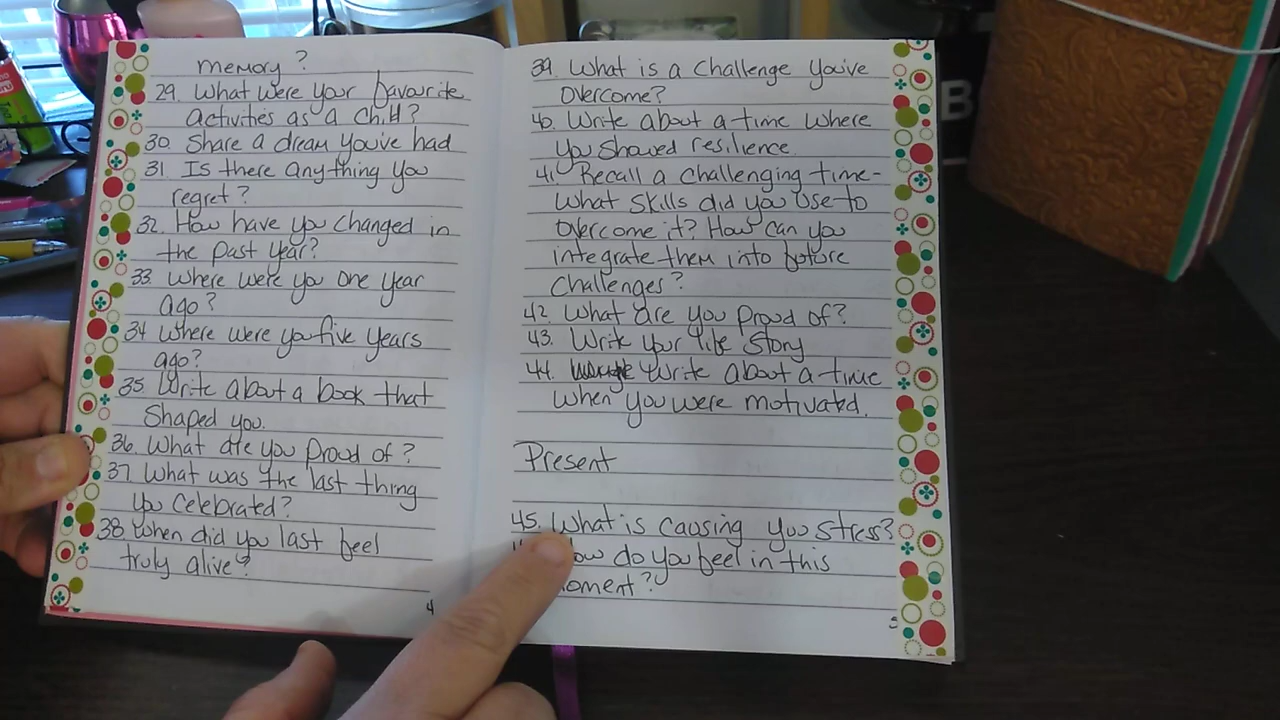 memory?
29. What were your favourite
activities as a child?
30. Share a dream you've had
31. Is there anything you
regret?
32. How have you changed in
the past year?
33. Where were you one year
ago?
34 Where were you five years
ago?
35. Write about a book that
Shaped you.
36. What are you proud of?
37. What was the last thing
you celebrated?
38. When did you last feel
truly alive?
4
39. What is a challenge you've
overcome?
40. Write about a time where
you showed resilience.
41. Recall a challenging time-
What skills did you use to
overcome it? How can you
integrate them into future
challenges?
42. What are you proud of?
43. Write your life story
44. Write about a time
when you were motivated.
Present
45. What is causing you stress?
How do you feel in this
moment?
5
B